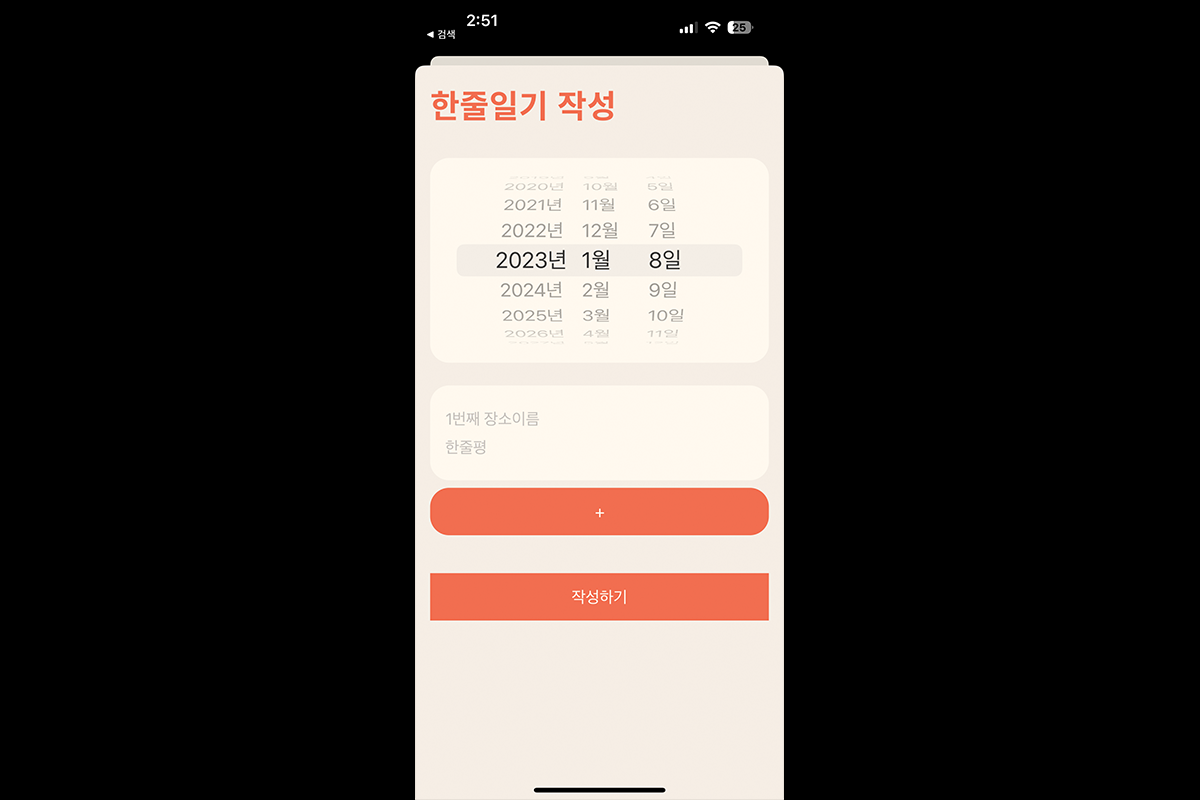 2:51
◀ 검색
25
한줄일기 작성
2020년 10월 5일
2021년 11월 6일
2022년 12월 7일
2023년 1월 8일
2024년 2월 9일
2025년 3월 10일
2026년 4월 11일
1번째 장소이름
한줄평
+
작성하기